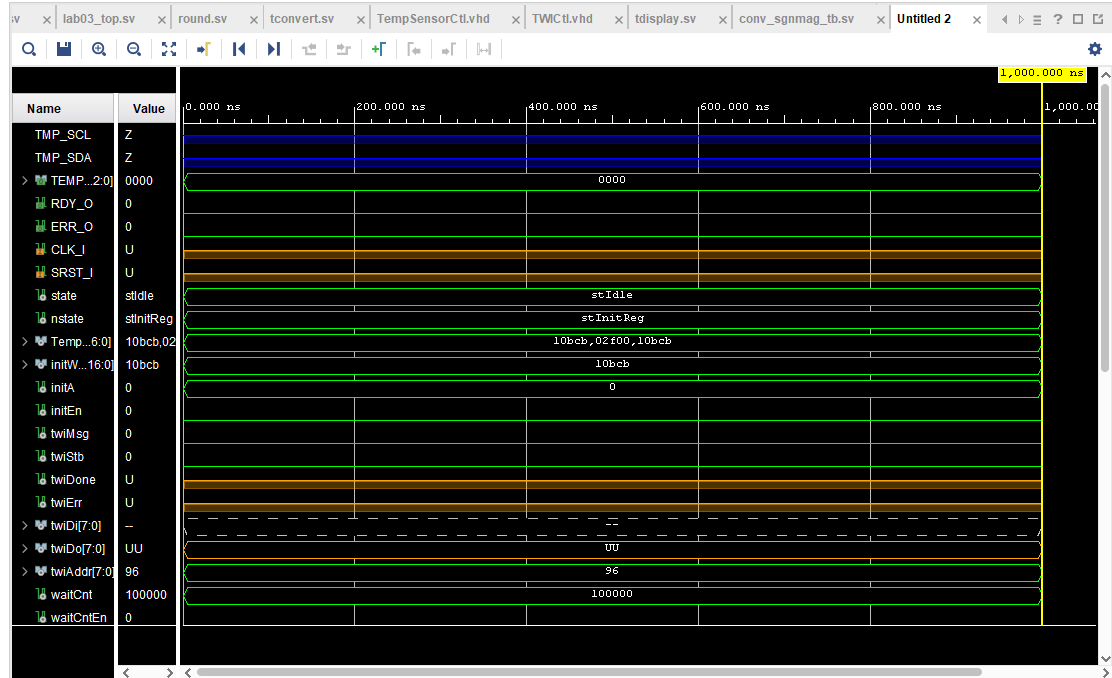 sv lab03_top.sv round.sv tconvert.sv TempSensorCtl.vhd TWICtl.vhd tdisplay.sv conv_sgnmag_tb.sv Untitled 2
1,000.000 ns
Name Value 0.000 ns 200.000 ns 400.000 ns 600.000 ns 800.000 ns 1,000.00
TMP_SCL Z
TMP_SDA Z
TEMP...2:0] 0000 0000
RDY_O 0
ERR_O 0
CLK_I U
SRST_I U
state stIdle stIdle
nstate stInitReg stInitReg
Temp...6:0] 10bcb,02 10bcb,02f00,10bcb
initW...16:0] 10bcb 10bcb
initA 0 0
initEn 0
twiMsg 0
twiStb 0
twiDone U
twiErr U
twiDi[7:0] -- --
twiDo[7:0] UU UU
twiAddr[7:0] 96 96
waitCnt 100000 100000
waitCntEn 0